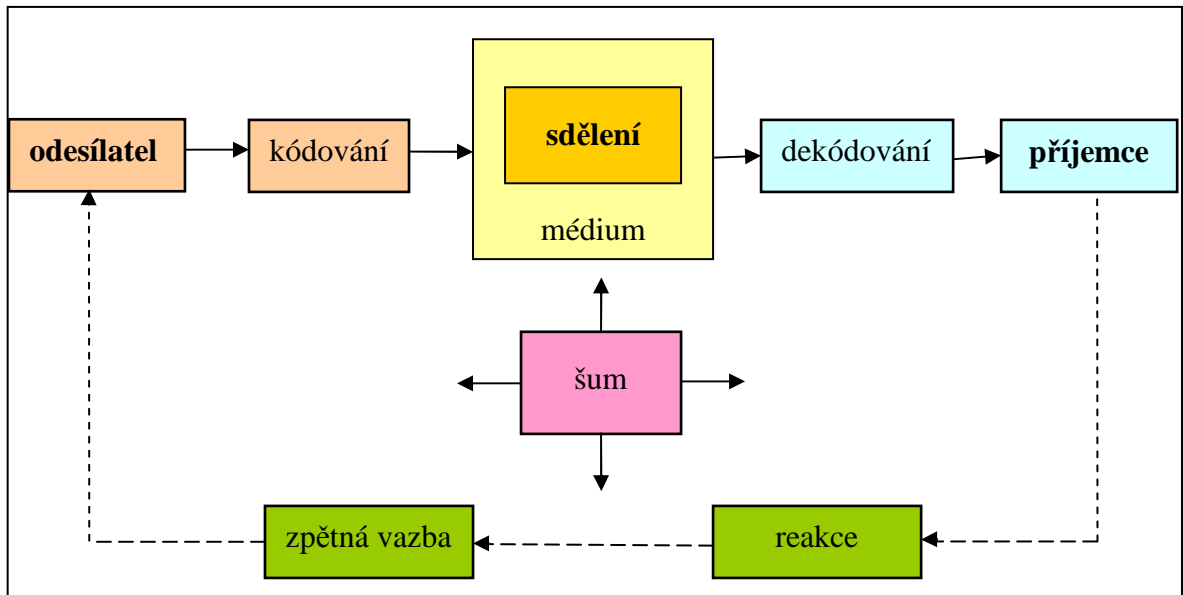 odesílatel
kódování
sdělení
médium
dekódování
příjemce
šum
zpětná vazba
reakce